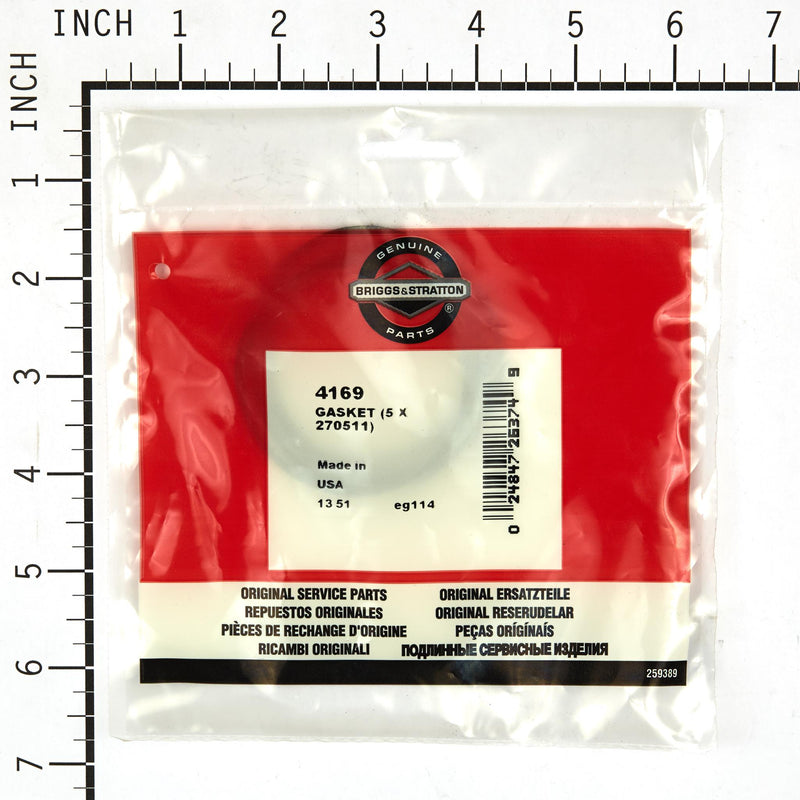 INCH 1 2 3 4 5 6 7
INCH
1
2
3
4
5
6
7
GENUINE
BRIGGS&STRATTON
®
PARTS
4169
GASKET (5 X
270511)
Made in
USA
13 51 eg114
0 24847 26374 9
ORIGINAL SERVICE PARTS ORIGINAL ERSATZTEILE
REPUESTOS ORIGINALES ORIGINAL RESERUDELAR
PIÈCES DE RECHANGE D'ORIGINE PEÇAS ORÍGÍNAÍS
RICAMBI ORIGINALI ПОДЛИННЫЕ СЕРВИСНЫЕ ИЗДЕЛИЯ
259389